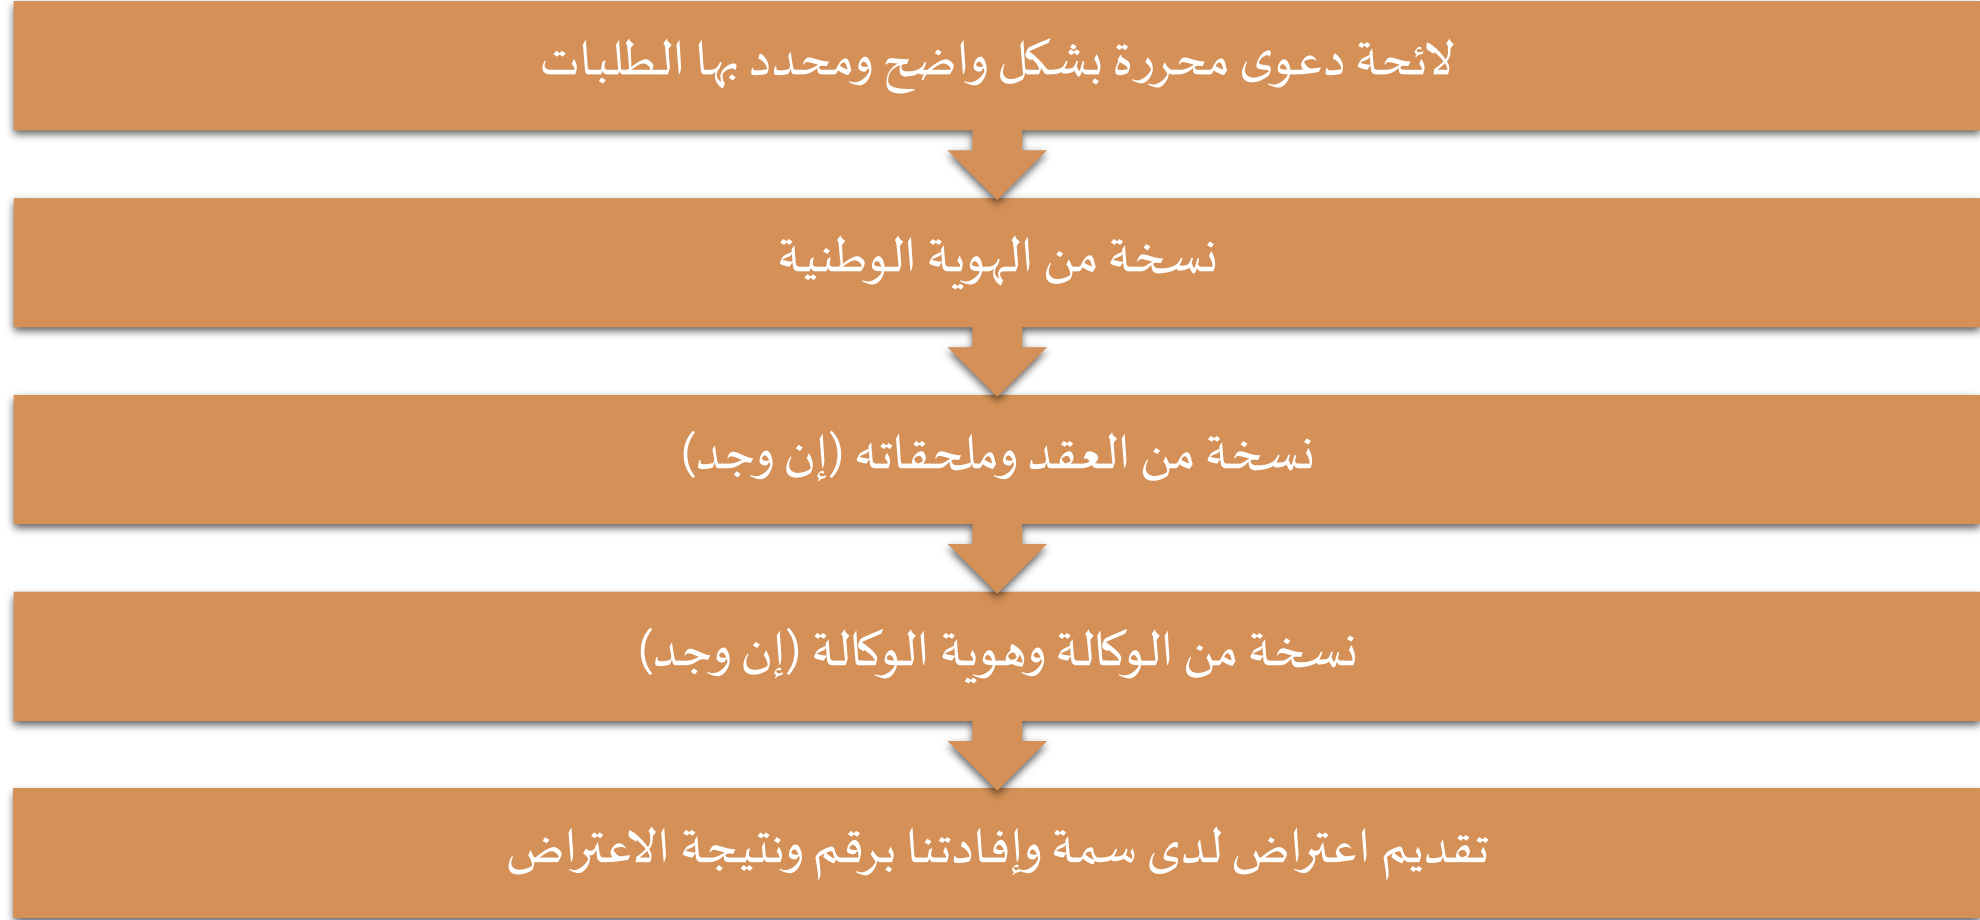 لائحة دعوى محررة بشكل واضح ومحدد بها الطلبات
نسخة من الهوية الوطنية
نسخة من العقد وملحقاته (إن وجد)
نسخة من الوكالة وهوية الوكالة (إن وجد)
تقديم اعتراض لدى سمة وإفادتنا برقم ونتيجة الاعتراض